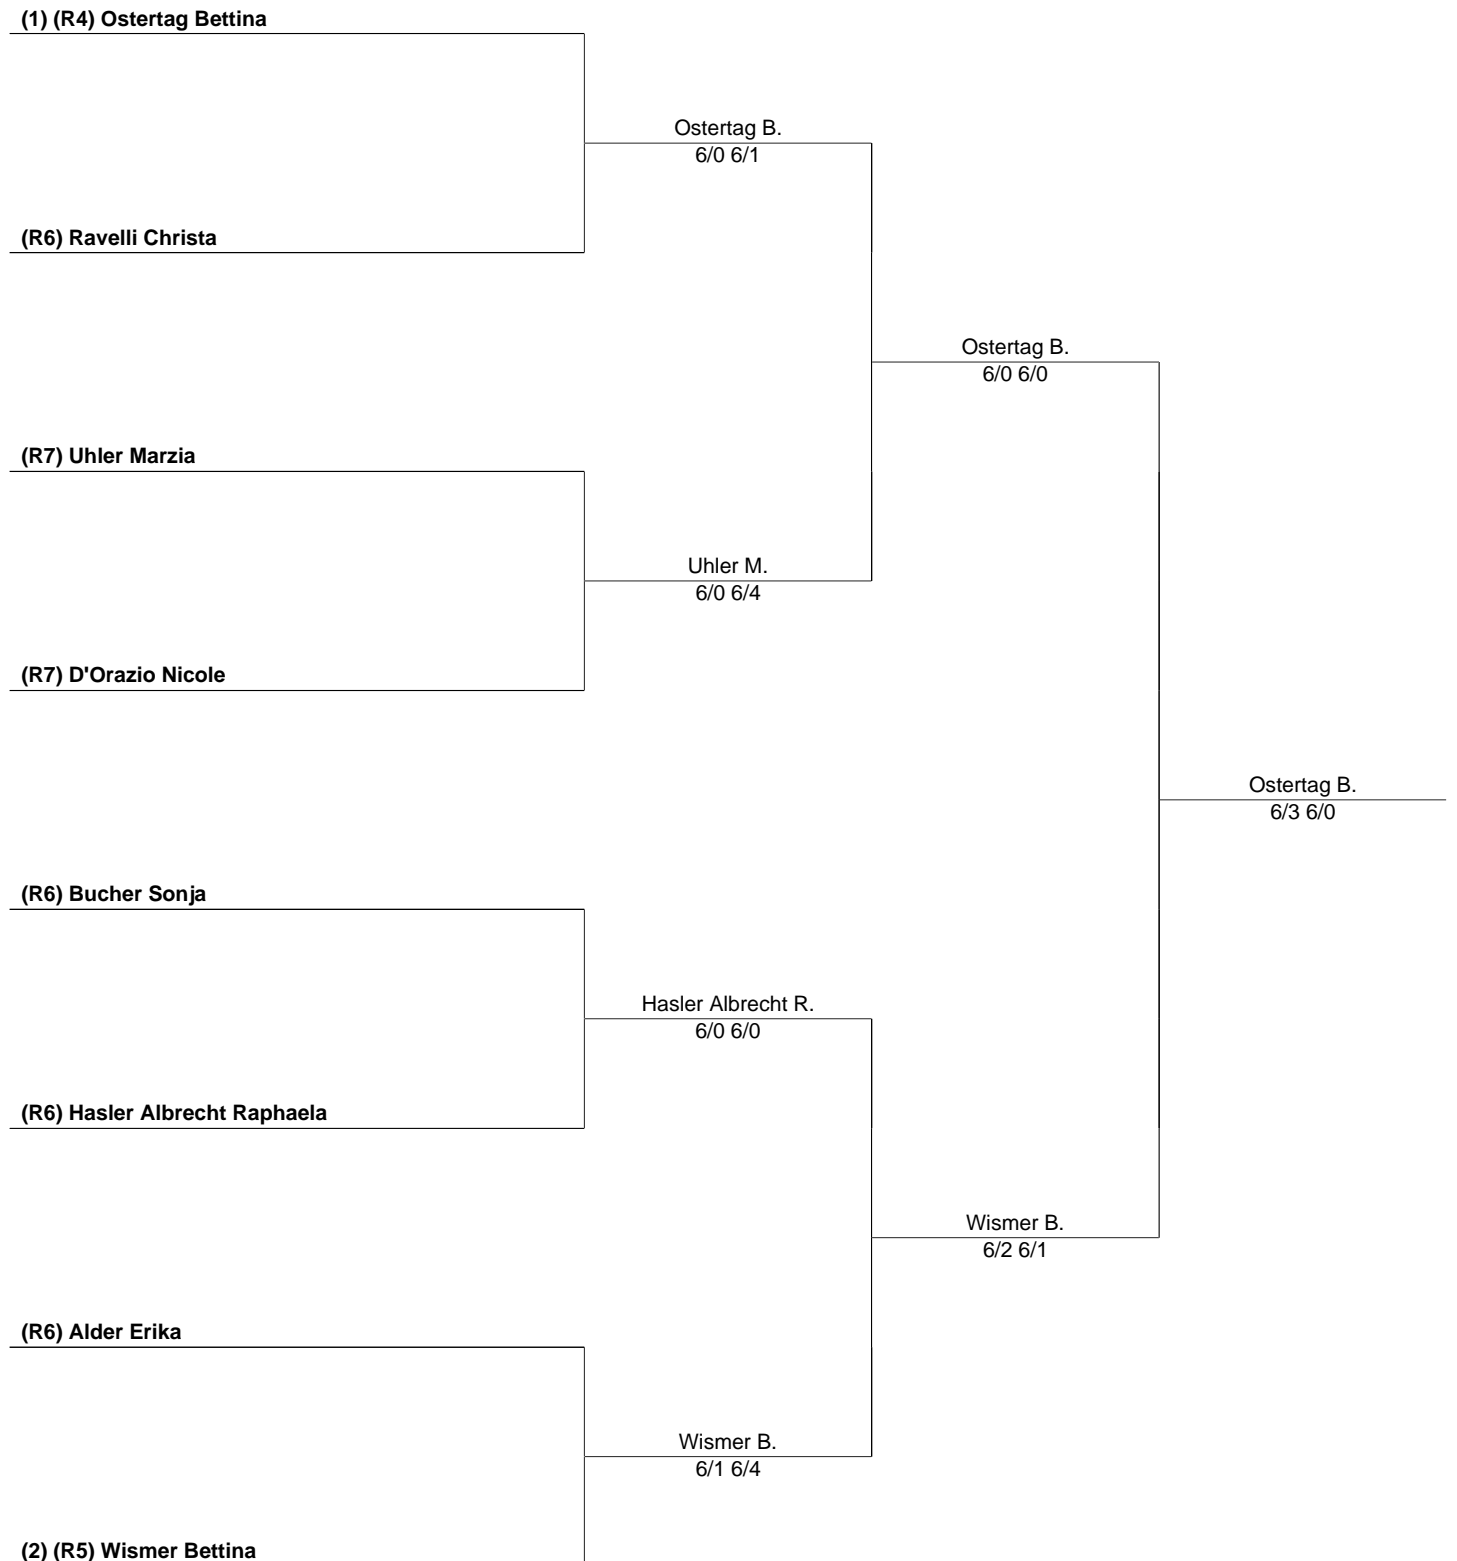 (1) (R4) Ostertag Bettina
Ostertag B.
6/0 6/1
(R6) Ravelli Christa
Ostertag B.
6/0 6/0
(R7) Uhler Marzia
Uhler M.
6/0 6/4
(R7) D'Orazio Nicole
Ostertag B.
6/3 6/0
(R6) Bucher Sonja
Hasler Albrecht R.
6/0 6/0
(R6) Hasler Albrecht Raphaela
Wismer B.
6/2 6/1
(R6) Alder Erika
Wismer B.
6/1 6/4
(2) (R5) Wismer Bettina